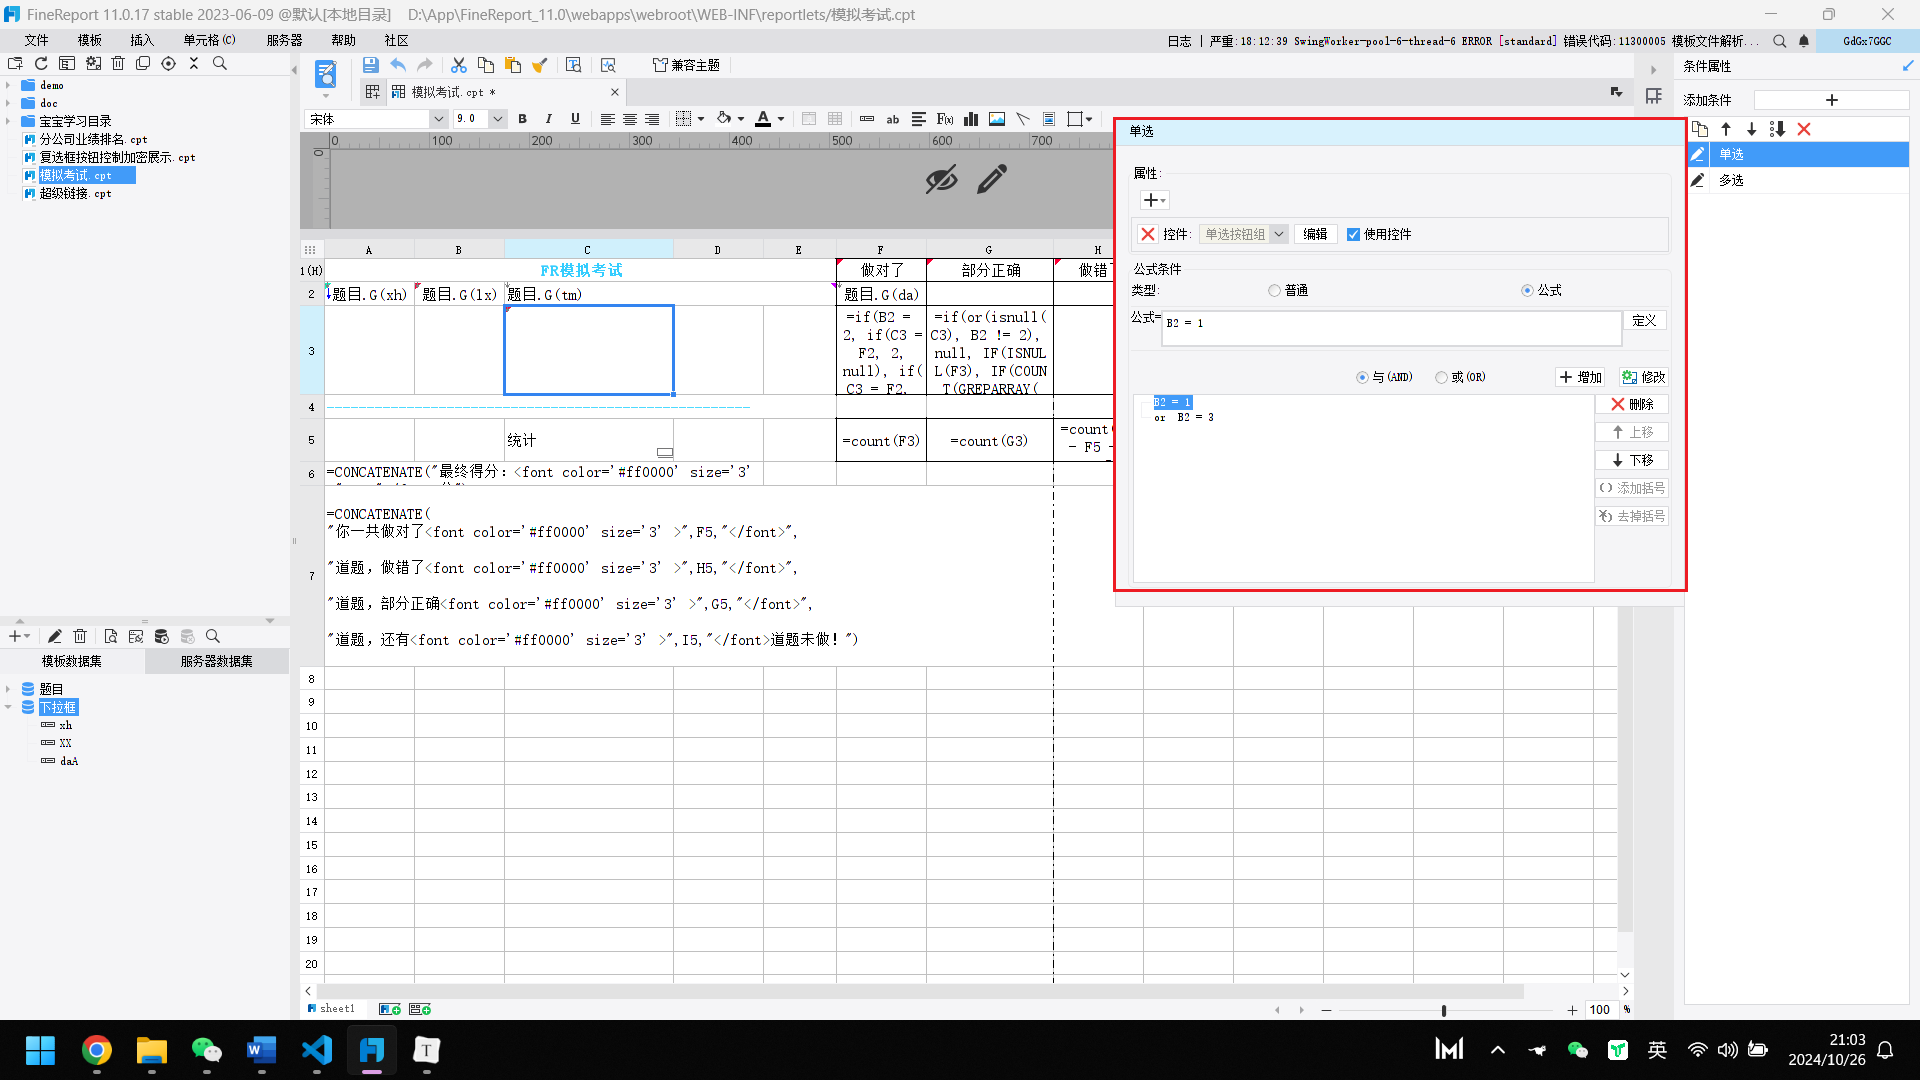 FineReport 11.0.17 stable 2023-06-09 @默认[本地目录] D:\App\FineReport_11.0\webapps\webroot\WEB-INF\reportlets/模拟考试.cpt
文件 模板 插入 单元格(C) 服务器 帮助 社区
日志 | 严重:18:12:39 SwingWorker-pool-6-thread-6 ERROR [standard] 错误代码:11300005 模板文件解析...
GdGx7GGC
demo
doc
宝宝学习目录
分公司业绩排名.cpt
复选框按钮控制加密展示.cpt
模拟考试.cpt
超级链接.cpt
模板数据集 服务器数据集
题目
下拉框
xh
XX
daA
兼容主题
模拟考试.cpt *
宋体 9.0 B I U
0 100 200 300 400 500 600 700
0
A B C D E F G H
1(H) FR模拟考试 做对了 部分正确 做错
2 题目.G(xh) 题目.G(lx) 题目.G(tm) 题目.G(da)
3
=if(B2 =
2, if(C3 =
F2, 2,
null), if(
C3 = F2,
=if(or(isnull(
C3), B2 != 2),
null, IF(ISNUL
L(F3), IF(COUN
T(GREPARRAY(
4
5 统计 =count(F3) =count(G3) =count(
- F5 -
6 =CONCATENATE("最终得分：<font color='#ff0000' size='3'
7
=CONCATENATE(
"你一共做对了<font color='#ff0000' size='3' >",F5,"</font>",
"道题，做错了<font color='#ff0000' size='3' >",H5,"</font>",
"道题，部分正确<font color='#ff0000' size='3' >",G5,"</font>",
"道题，还有<font color='#ff0000' size='3' >",I5,"</font>道题未做！")
8
9
10
11
12
13
14
15
16
17
18
19
20
sheet1
100 %
单选
属性:
控件: 单选按钮组 编辑 使用控件
公式条件
类型: 普通 公式
公式= B2 = 1 定义
与(AND) 或(OR) 增加 修改
B2 = 1
or B2 = 3
删除
上移
下移
添加括号
去掉括号
条件属性
添加条件
单选
多选
英
21:03
2024/10/26